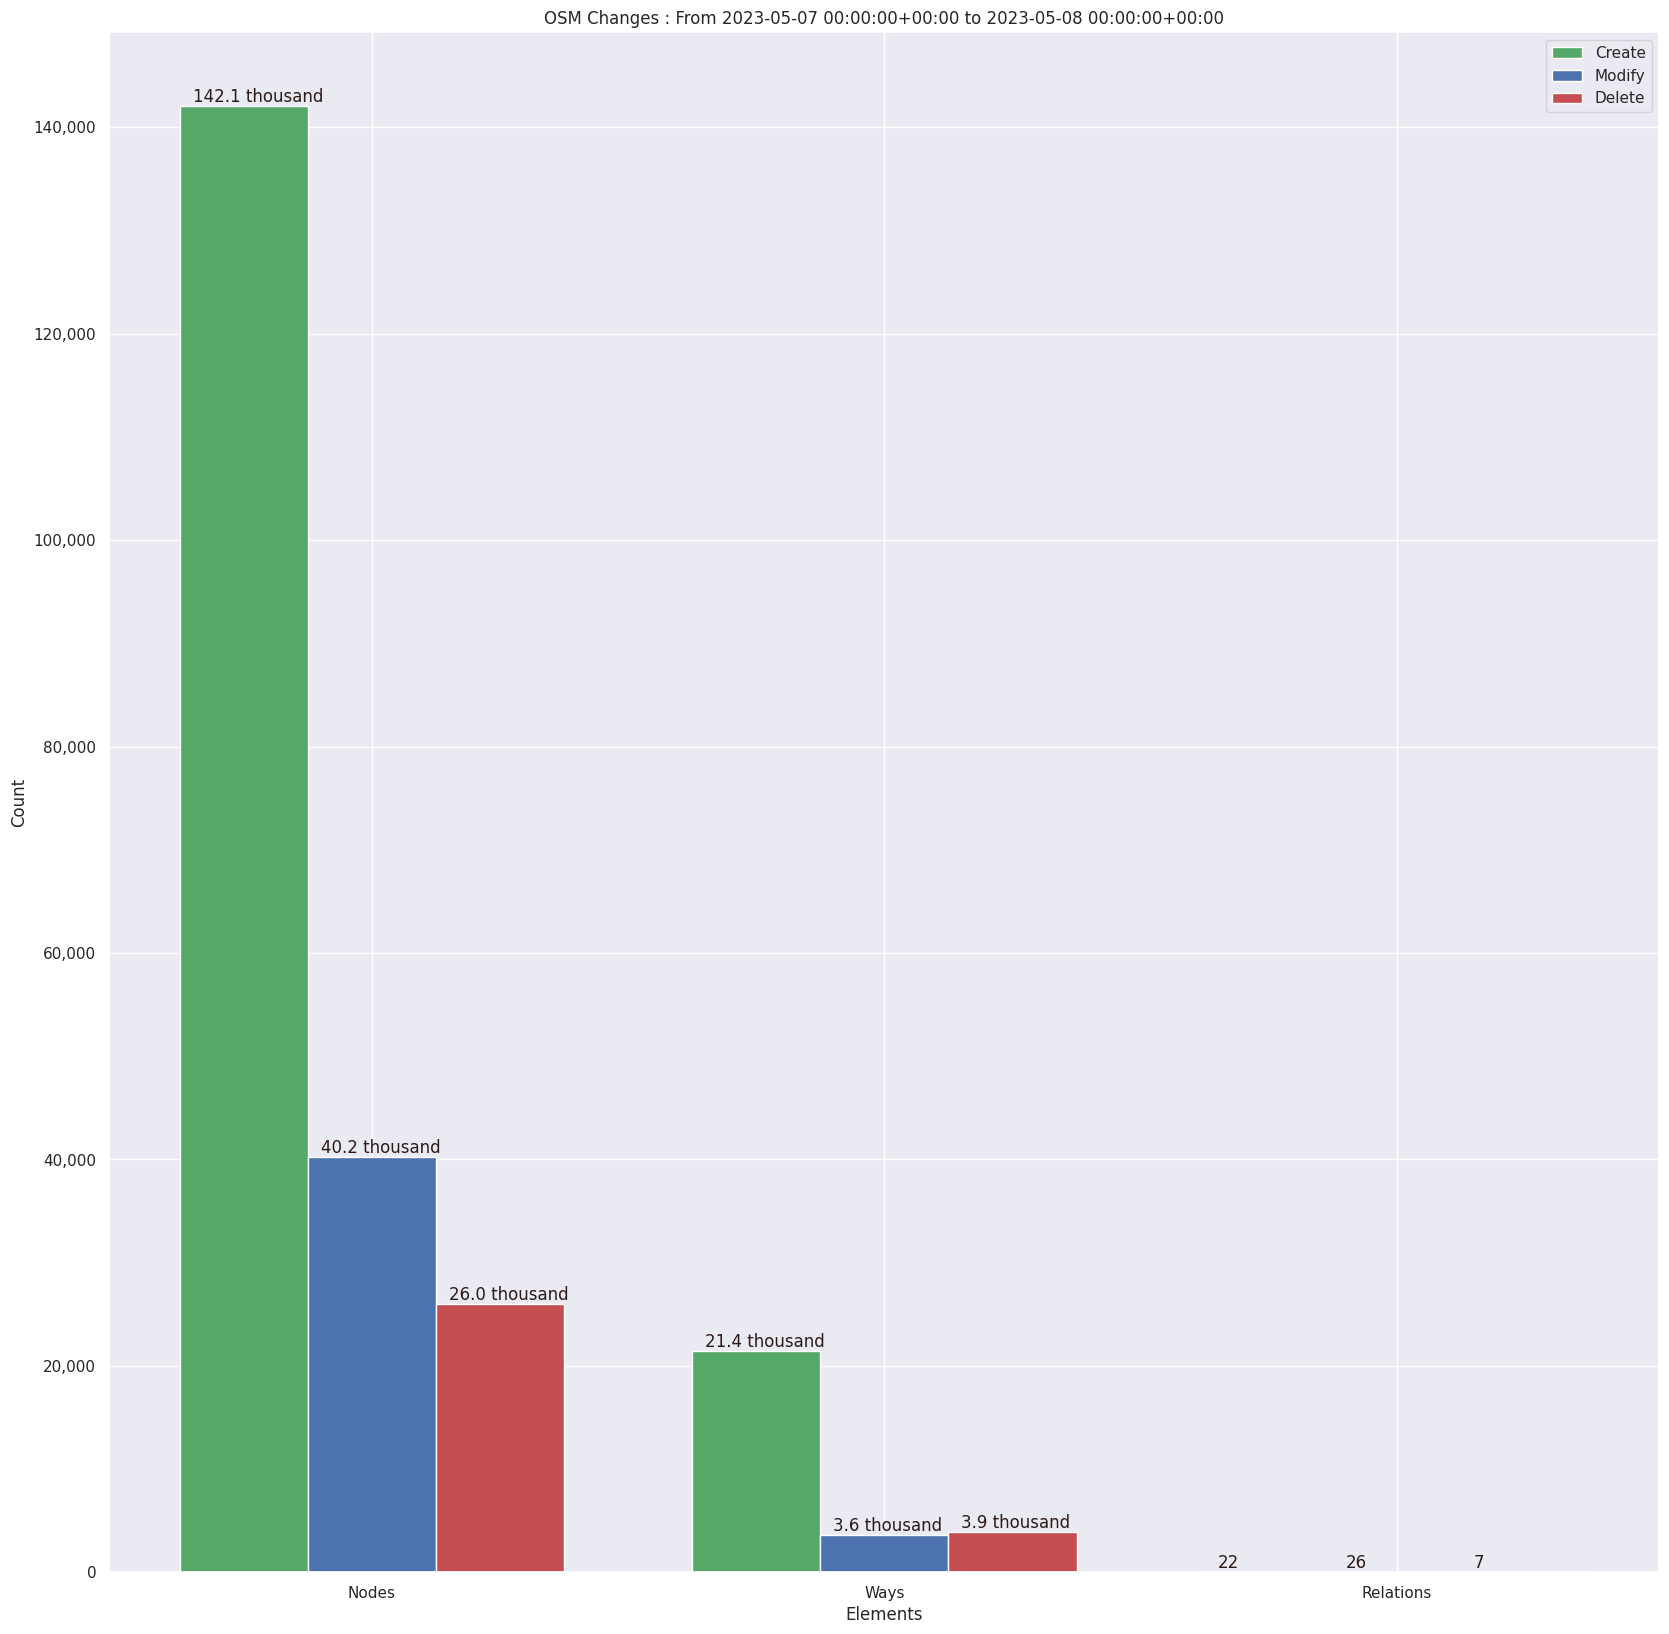 OSM Changes : From 2023-05-07 00:00:00+00:00 to 2023-05-08 00:00:00+00:00
Create
Modify
Delete
142.1 thousand
140,000
120,000
100,000
80,000
60,000
40,000
20,000
0
Count
40.2 thousand
26.0 thousand
21.4 thousand
3.6 thousand
3.9 thousand
22
26
7
Nodes
Ways
Relations
Elements